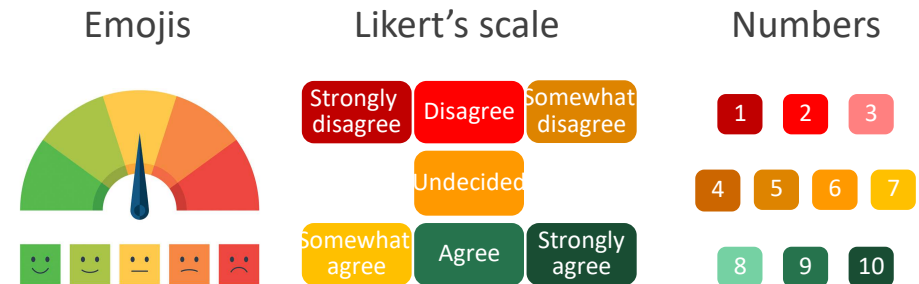 Emojis
Likert's scale
Numbers
Strongly
disagree
Disagree
Somewhat
disagree
Undecided
Somewhat
agree
Agree
Strongly
agree
1 2 3
4 5 6 7
8 9 10